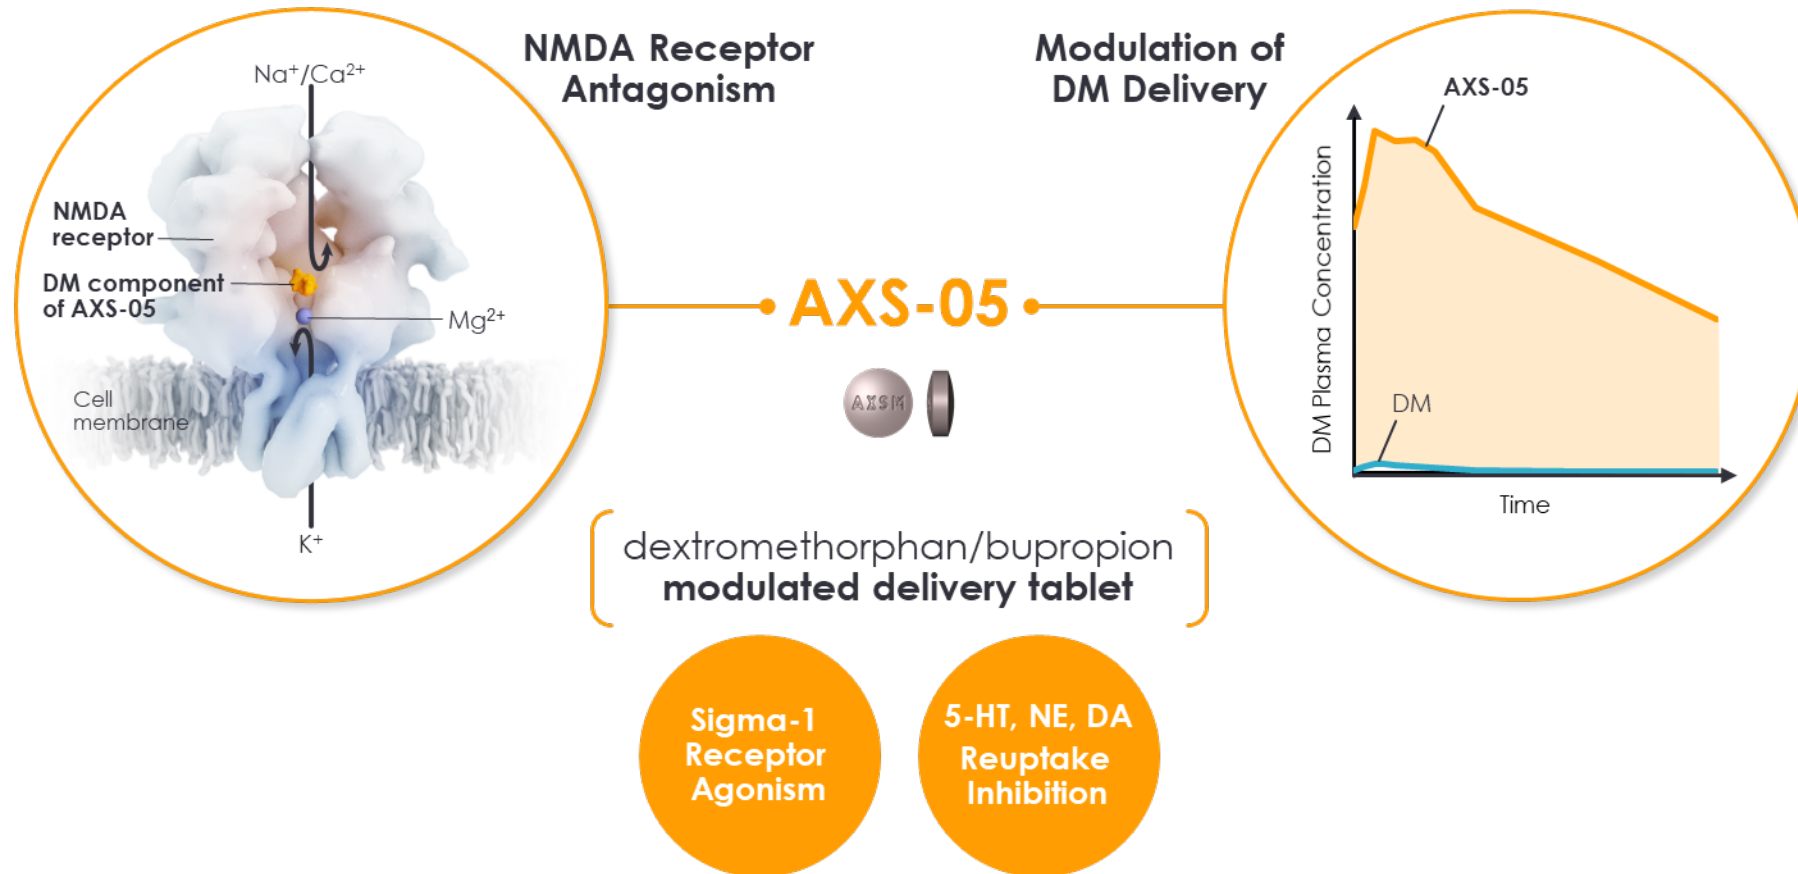 NMDA Receptor
Antagonism
Na⁺/Ca²⁺
NMDA
receptor
DM component
of AXS-05
Mg²⁺
Cell
membrane
K⁺
Modulation of
DM Delivery
AXS-05
DM Plasma Concentration
DM
Time
AXS-05
AXSM
dextromethorphan/bupropion
modulated delivery tablet
Sigma-1
Receptor
Agonism
5-HT, NE, DA
Reuptake
Inhibition